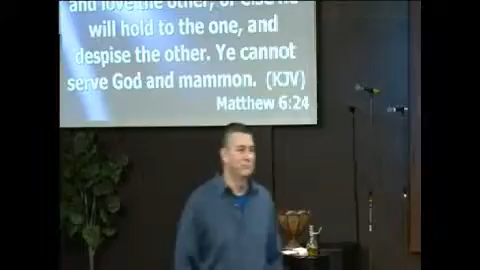 and love the other; or else he
will hold to the one, and
despise the other. Ye cannot
serve God and mammon. (KJV)
Matthew 6:24